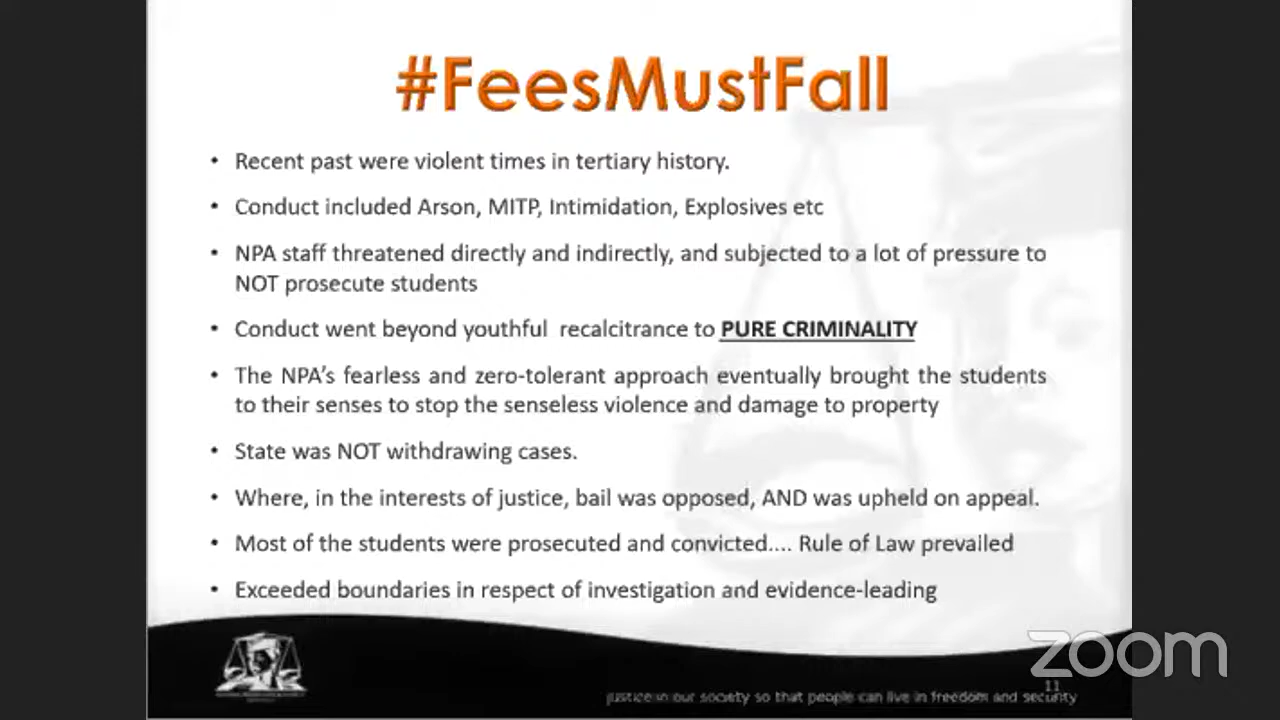 #FeesMustFall
• Recent past were violent times in tertiary history.
• Conduct included Arson, MITP, Intimidation, Explosives etc
• NPA staff threatened directly and indirectly, and subjected to a lot of pressure to
NOT prosecute students
• Conduct went beyond youthful recalcitrance to PURE CRIMINALITY
• The NPA's fearless and zero-tolerant approach eventually brought the students
to their senses to stop the senseless violence and damage to property
• State was NOT withdrawing cases.
• Where, in the interests of justice, bail was opposed, AND was upheld on appeal.
• Most of the students were prosecuted and convicted.... Rule of Law prevailed
• Exceeded boundaries in respect of investigation and evidence-leading
zoom
11
justice in our society so that people can live in freedom and security